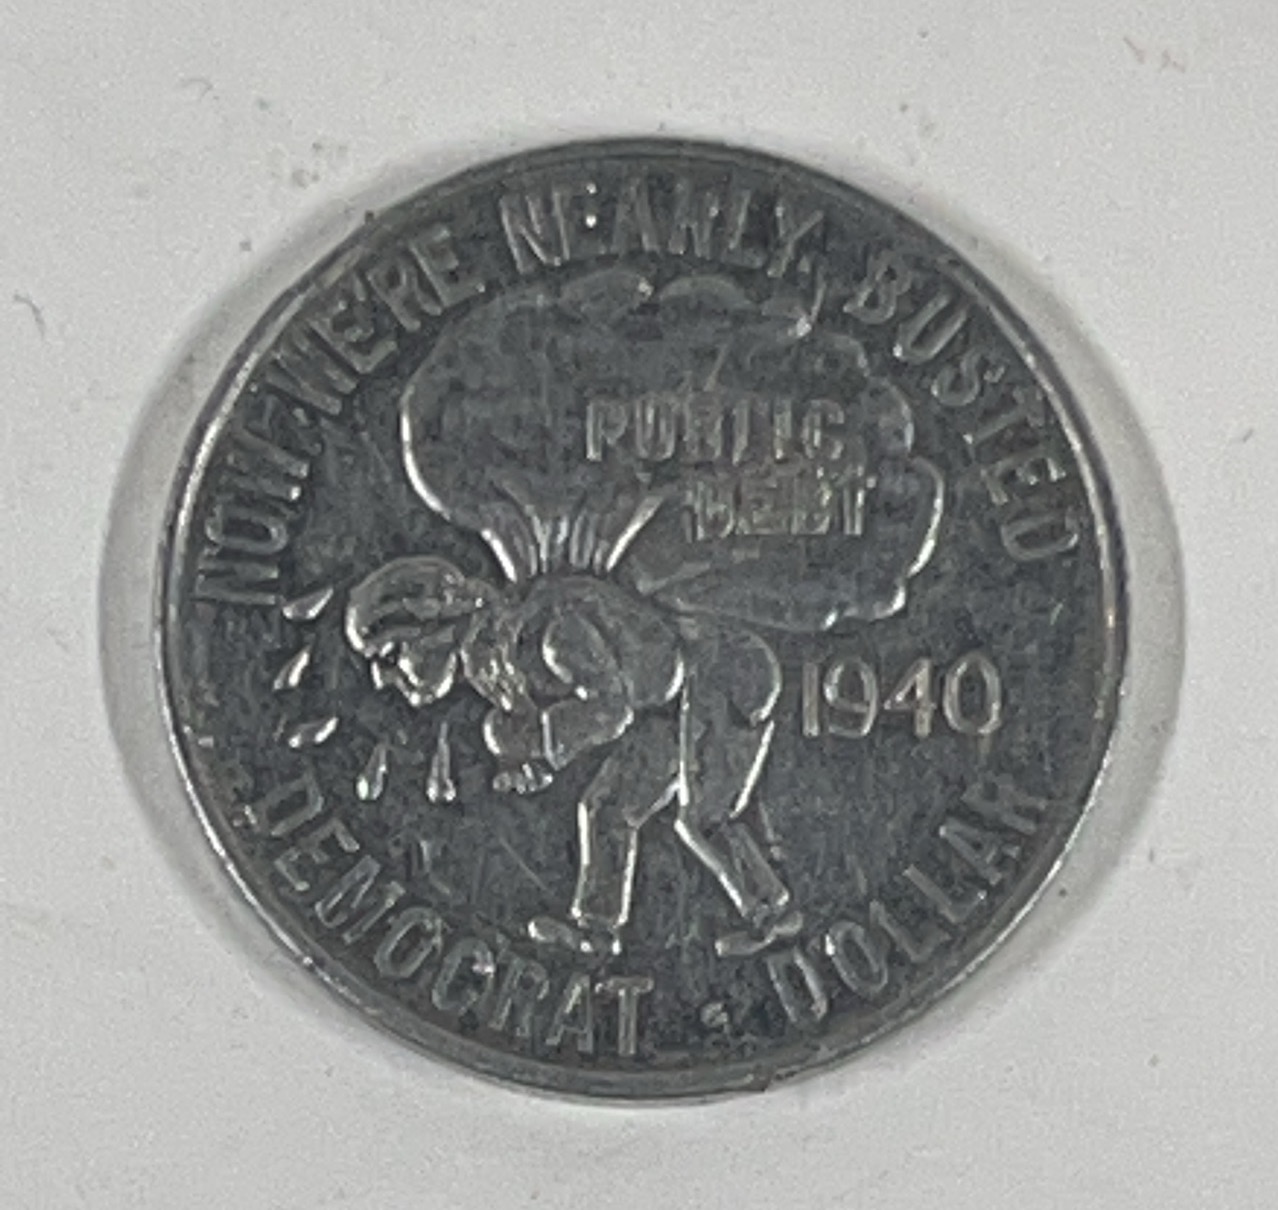 NOW-WERE NEARLY BUSTED
PUBLIC
DEBT
1940
DEMOCRAT • DOLLAR